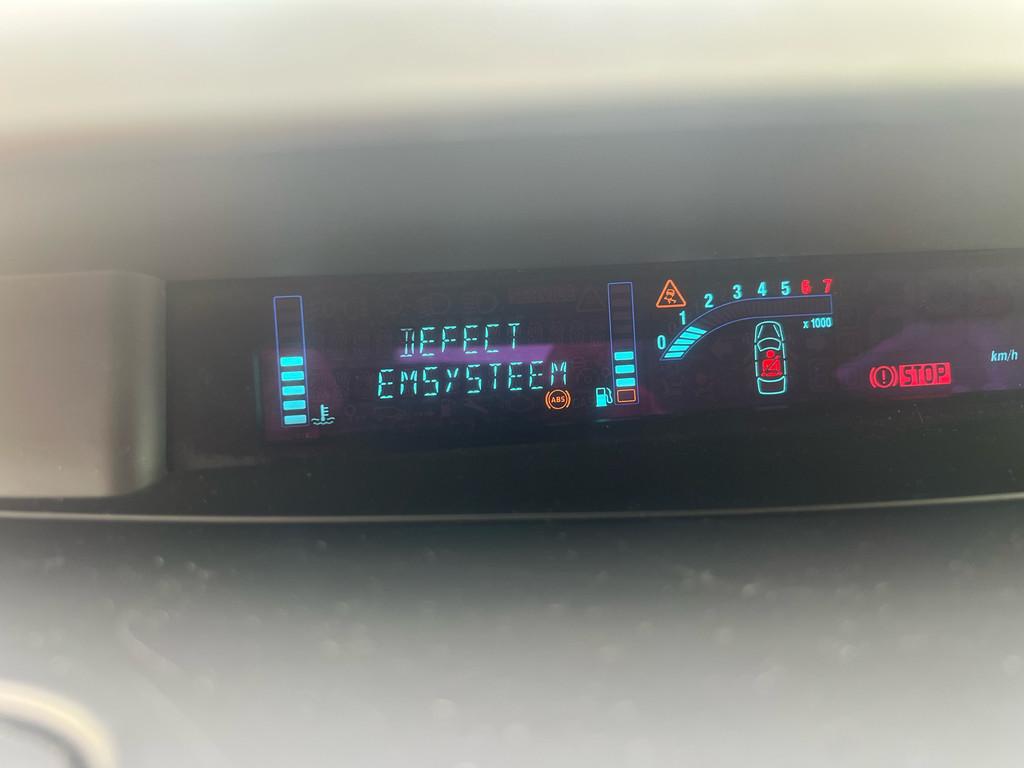 DEFECT
EMSYSTEEM
ABS
0 1 2 3 4 5 6 7
x 1000
STOP
km/h